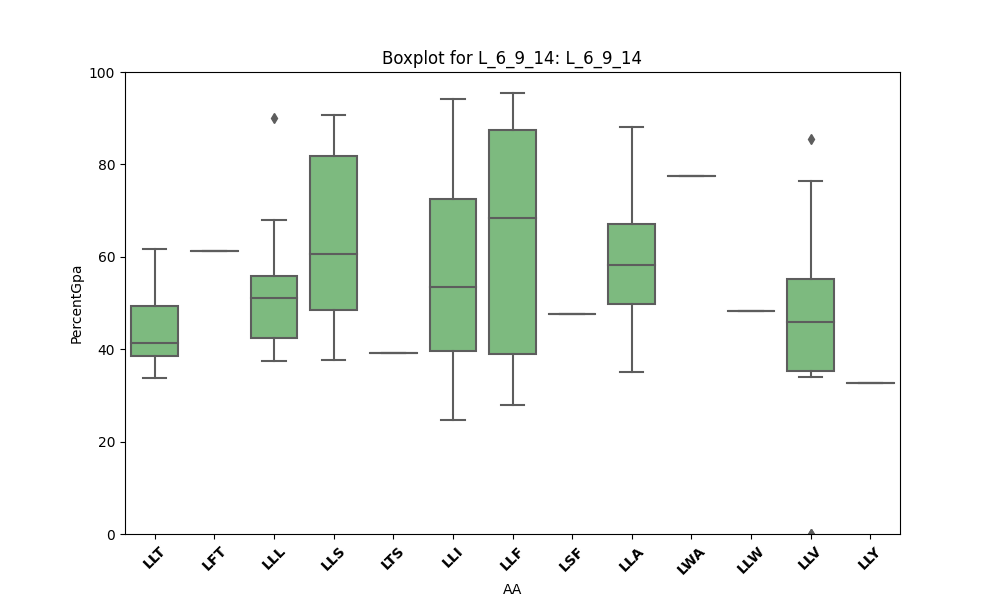 Boxplot for L_6_9_14: L_6_9_14
100
80
60
40
20
0
PercentGpa
LLT
LFT
LLL
LLS
LTS
LLI
LLF
LSF
LLA
LWA
LLW
LLV
LLY
AA